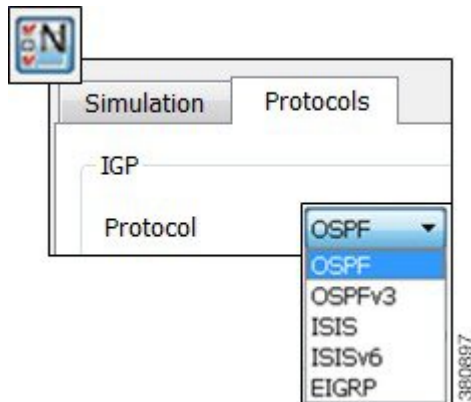 N
Simulation Protocols
IGP
Protocol OSPF
OSPF
OSPFv3
ISIS
ISISv6
EIGRP
380897